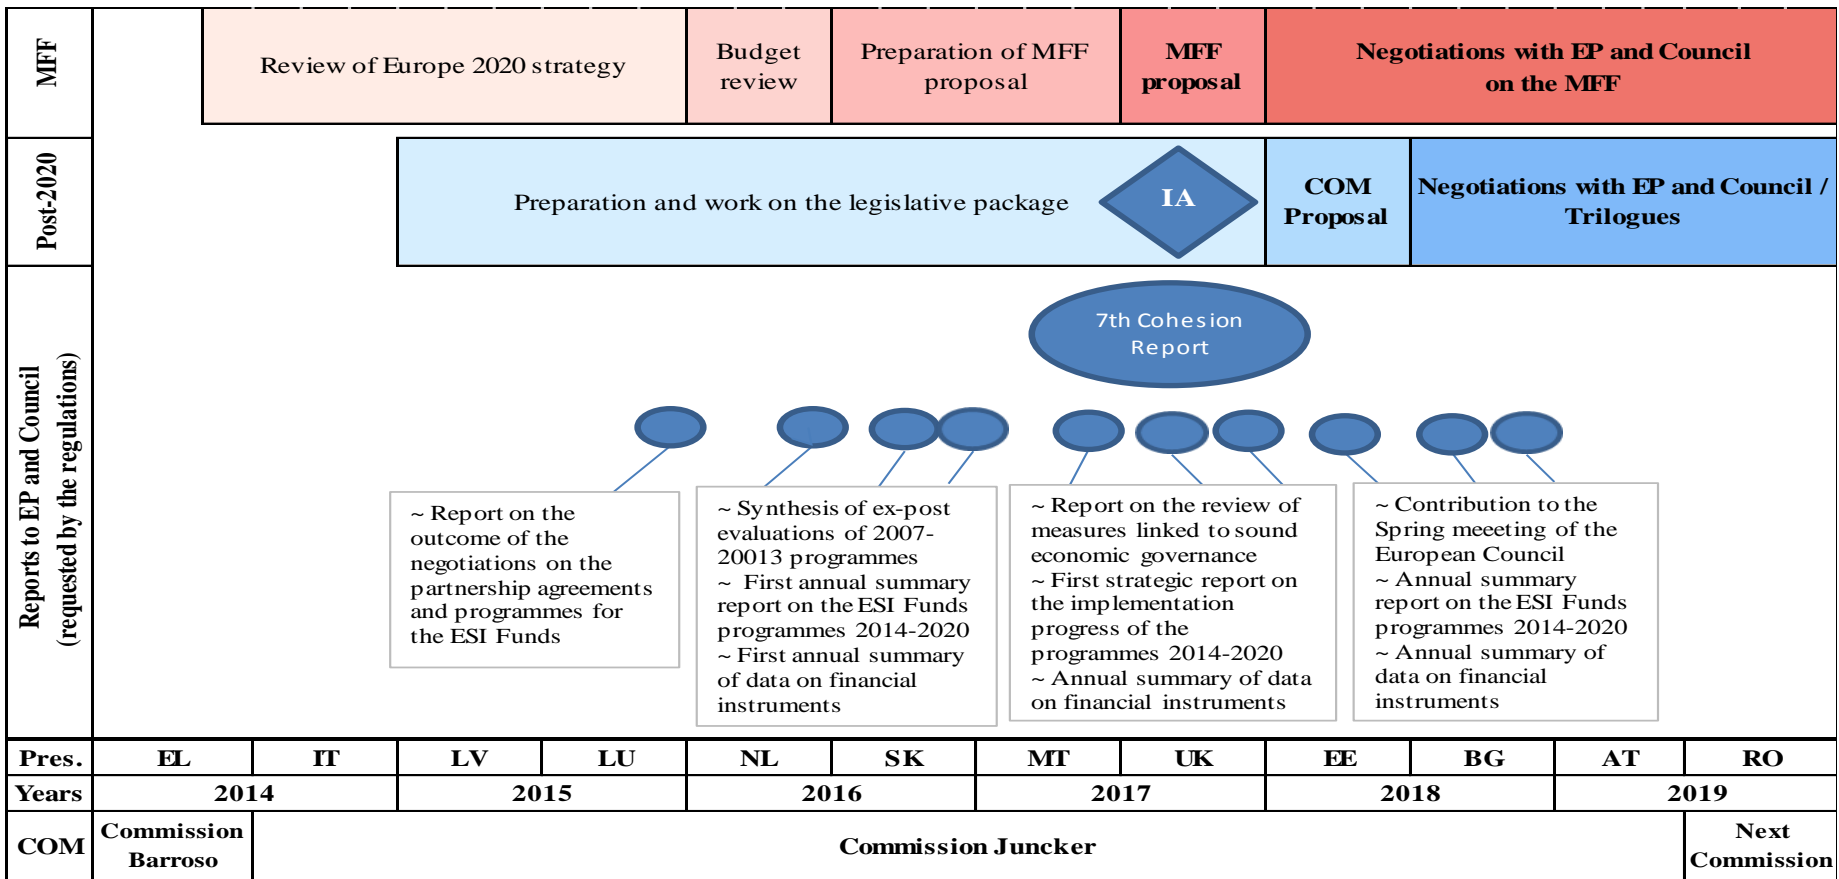 MFF
Review of Europe 2020 strategy
Budget
review
Preparation of MFF
proposal
MFF
proposal
Negotiations with EP and Council
on the MFF
Post-2020
Preparation and work on the legislative package
IA
COM
Proposal
Negotiations with EP and Council /
Trilogues
Reports to EP and Council
(requested by the regulations)
7th Cohesion
Report
~ Report on the
outcome of the
negotiations on the
partnership agreements
and programmes for
the ESI Funds
~ Synthesis of ex-post
evaluations of 2007-
20013 programmes
~ First annual summary
report on the ESI Funds
programmes 2014-2020
~ First annual summary
of data on financial
instruments
~ Report on the review of
measures linked to sound
economic governance
~ First strategic report on
the implementation
progress of the
programmes 2014-2020
~ Annual summary of data
on financial instruments
~ Contribution to the
Spring meeeting of the
European Council
~ Annual summary
report on the ESI Funds
programmes 2014-2020
~ Annual summary of
data on financial
instruments
Pres. EL IT LV LU NL SK MT UK EE BG AT RO
Years 2014 2015 2016 2017 2018 2019
COM
Commission
Barroso
Commission Juncker
Next
Commission